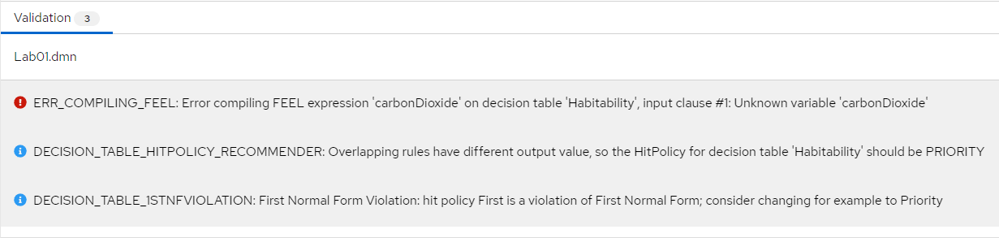 Validation 3
Lab01.dmn
ERR_COMPILING_FEEL: Error compiling FEEL expression 'carbonDioxide' on decision table 'Habitability', input clause #1: Unknown variable 'carbonDioxide'
DECISION_TABLE_HITPOLICY_RECOMMENDER: Overlapping rules have different output value, so the HitPolicy for decision table 'Habitability' should be PRIORITY
DECISION_TABLE_1STNFVIOLATION: First Normal Form Violation: hit policy First is a violation of First Normal Form; consider changing for example to Priority